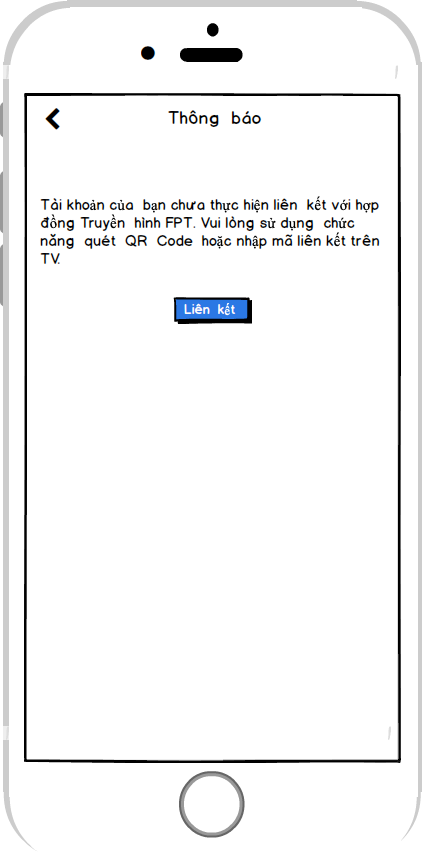 Thông báo
Tài khoản của bạn chưa thực hiện liên kết với hợp
đồng Truyền hình FPT. Vui lòng sử dụng chức
năng quét QR Code hoặc nhập mã liên kết trên
TV.
Liên kết